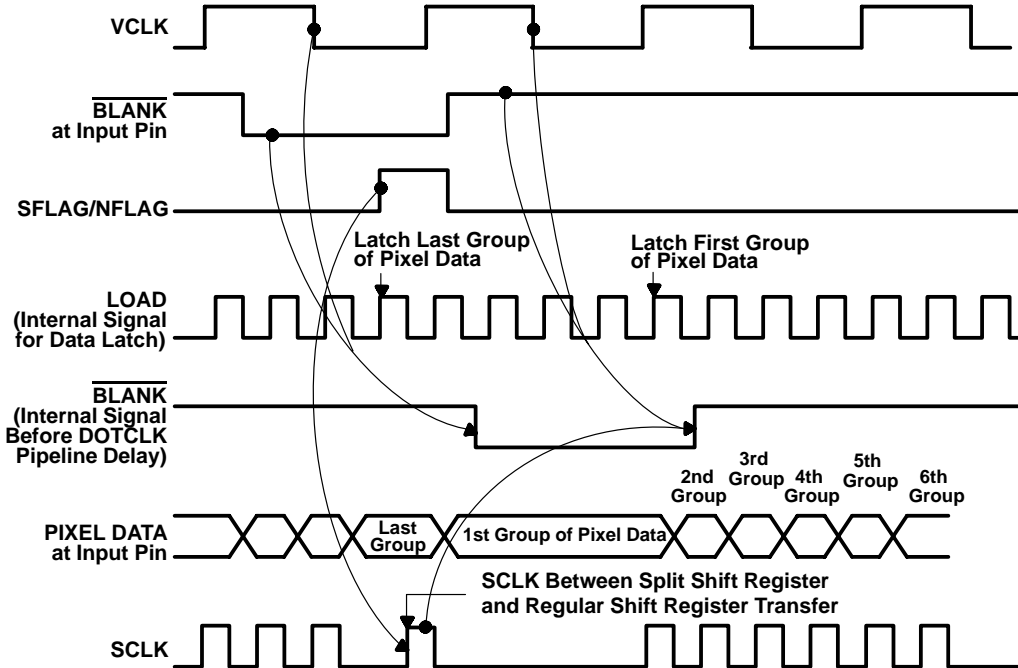 VCLK
BLANK
at Input Pin
SFLAG/NFLAG
Latch Last Group
of Pixel Data
Latch First Group
of Pixel Data
LOAD
(Internal Signal
for Data Latch)
BLANK
(Internal Signal
Before DOTCLK
Pipeline Delay)
2nd
Group
3rd
Group
4th
Group
5th
Group
6th
Group
PIXEL DATA
at Input Pin
Last
Group
1st Group of Pixel Data
SCLK Between Split Shift Register
and Regular Shift Register Transfer
SCLK